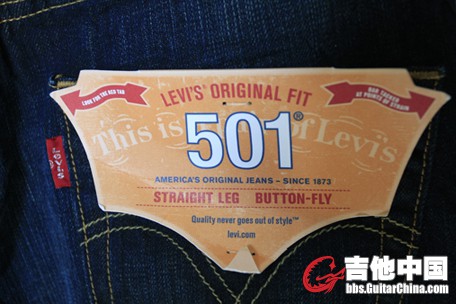 LOOK FOR THE RED TAB
BAR TACKED
AT POINTS OF STRAIN
LEVI'S® ORIGINAL FIT
This is a pair of Levi's
501®
AMERICA'S ORIGINAL JEANS – SINCE 1873
STRAIGHT LEG BUTTON-FLY
Quality never goes out of style™
levi.com
LEVI'S
吉他中国
bbs.GuitarChina.com